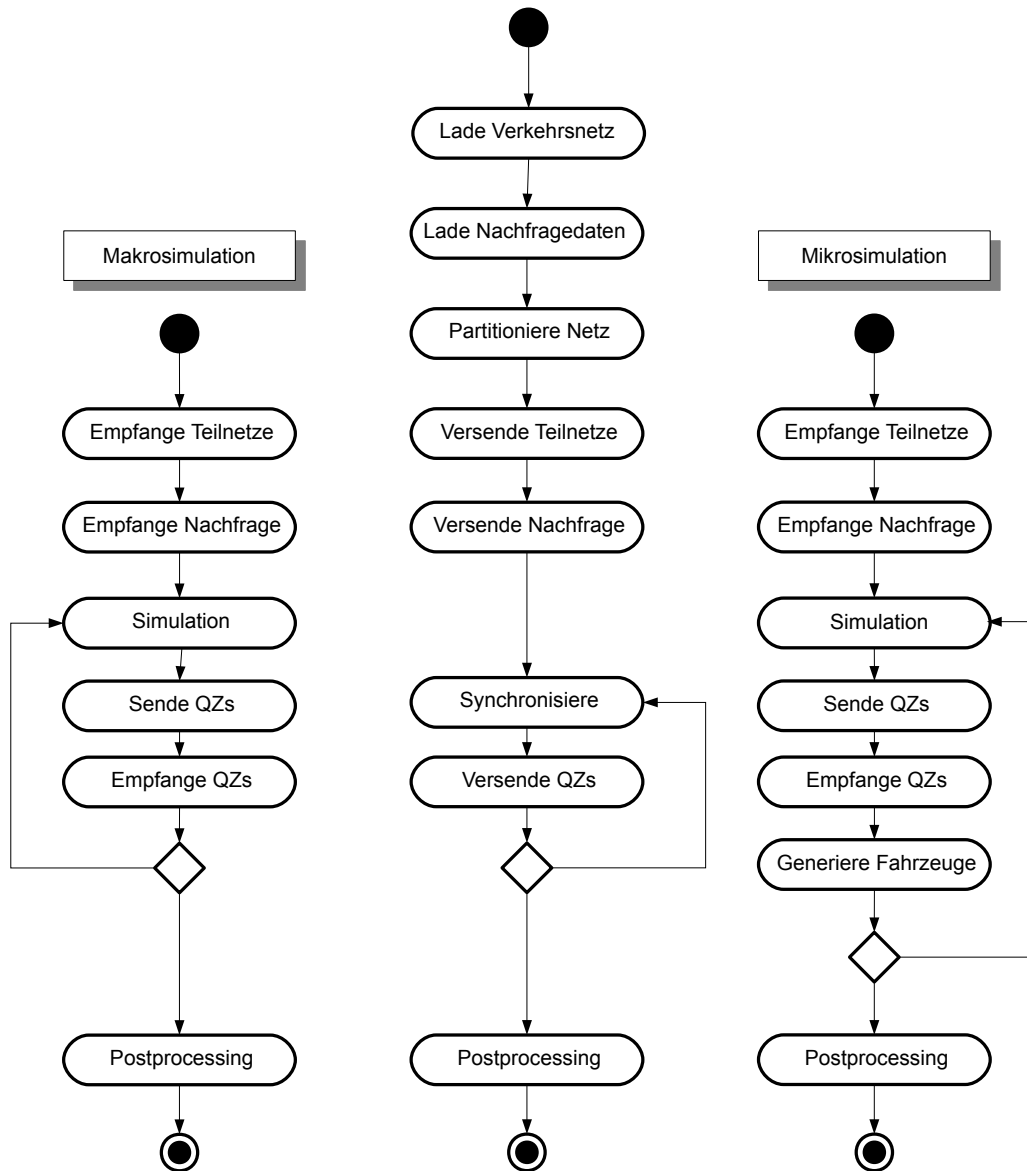 Makrosimulation
Empfange Teilnetze
Empfange Nachfrage
Simulation
Sende QZs
Empfange QZs
Postprocessing
Lade Verkehrsnetz
Lade Nachfragedaten
Partitioniere Netz
Versende Teilnetze
Versende Nachfrage
Synchronisiere
Versende QZs
Postprocessing
Mikrosimulation
Empfange Teilnetze
Empfange Nachfrage
Simulation
Sende QZs
Empfange QZs
Generiere Fahrzeuge
Postprocessing